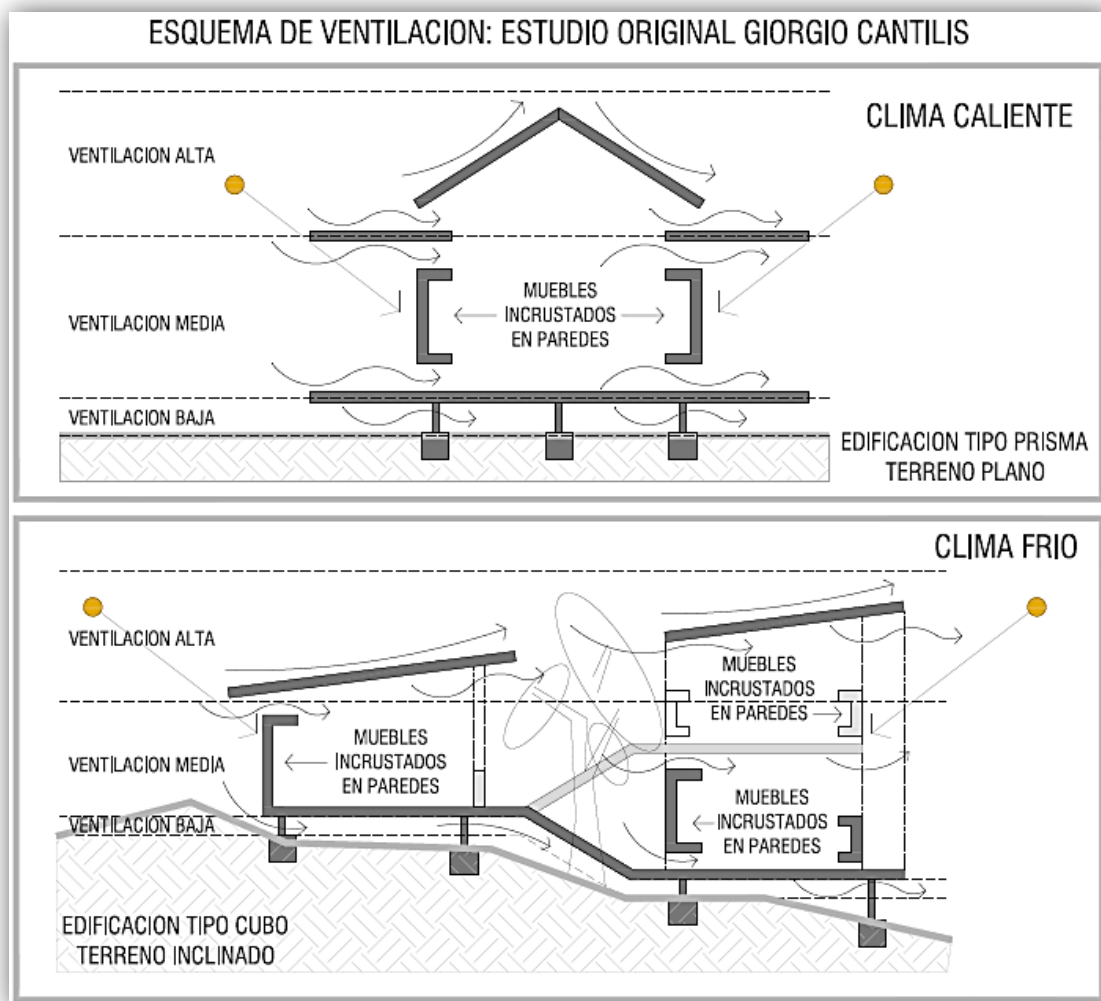 ESQUEMA DE VENTILACION: ESTUDIO ORIGINAL GIORGIO CANTILIS
CLIMA CALIENTE
VENTILACION ALTA
VENTILACION MEDIA
MUEBLES
INCRUSTADOS
EN PAREDES
VENTILACION BAJA
EDIFICACION TIPO PRISMA
TERRENO PLANO
CLIMA FRIO
VENTILACION ALTA
MUEBLES
INCRUSTADOS
EN PAREDES
VENTILACION MEDIA
MUEBLES
INCRUSTADOS
EN PAREDES
MUEBLES
INCRUSTADOS
EN PAREDES
VENTILACION BAJA
EDIFICACION TIPO CUBO
TERRENO INCLINADO